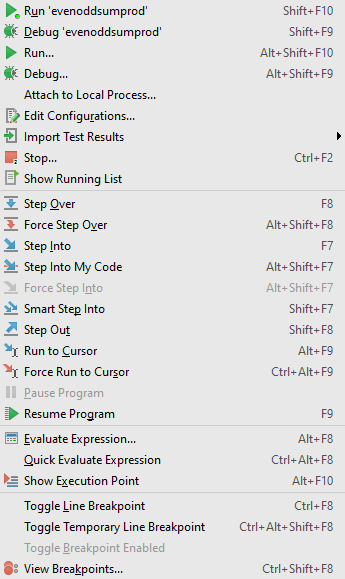 Run 'evenoddsumprod' Shift+F10
Debug 'evenoddsumprod' Shift+F9
Run... Alt+Shift+F10
Debug... Alt+Shift+F9
Attach to Local Process...
Edit Configurations...
Import Test Results
Stop... Ctrl+F2
Show Running List
Step Over F8
Force Step Over Alt+Shift+F8
Step Into F7
Step Into My Code Alt+Shift+F7
Force Step Into Alt+Shift+F7
Smart Step Into Shift+F7
Step Out Shift+F8
Run to Cursor Alt+F9
Force Run to Cursor Ctrl+Alt+F9
Pause Program
Resume Program F9
Evaluate Expression... Alt+F8
Quick Evaluate Expression Ctrl+Alt+F8
Show Execution Point Alt+F10
Toggle Line Breakpoint Ctrl+F8
Toggle Temporary Line Breakpoint Ctrl+Alt+Shift+F8
Toggle Breakpoint Enabled
View Breakpoints... Ctrl+Shift+F8